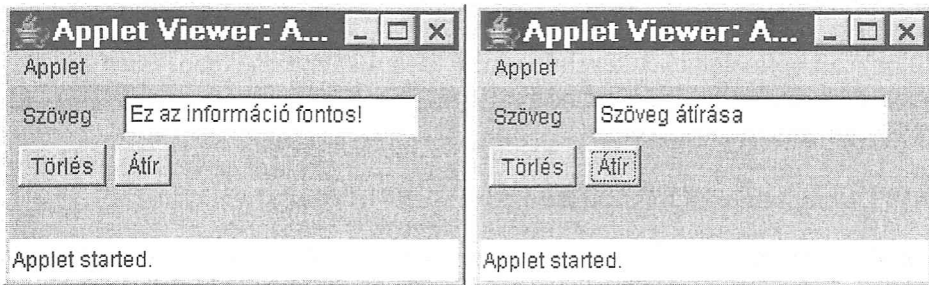 Applet Viewer: A...
Applet
Szöveg Ez az információ fontos!
Törlés Átír
Applet started.
Applet Viewer: A...
Applet
Szöveg Szöveg átírása
Törlés Átír
Applet started.